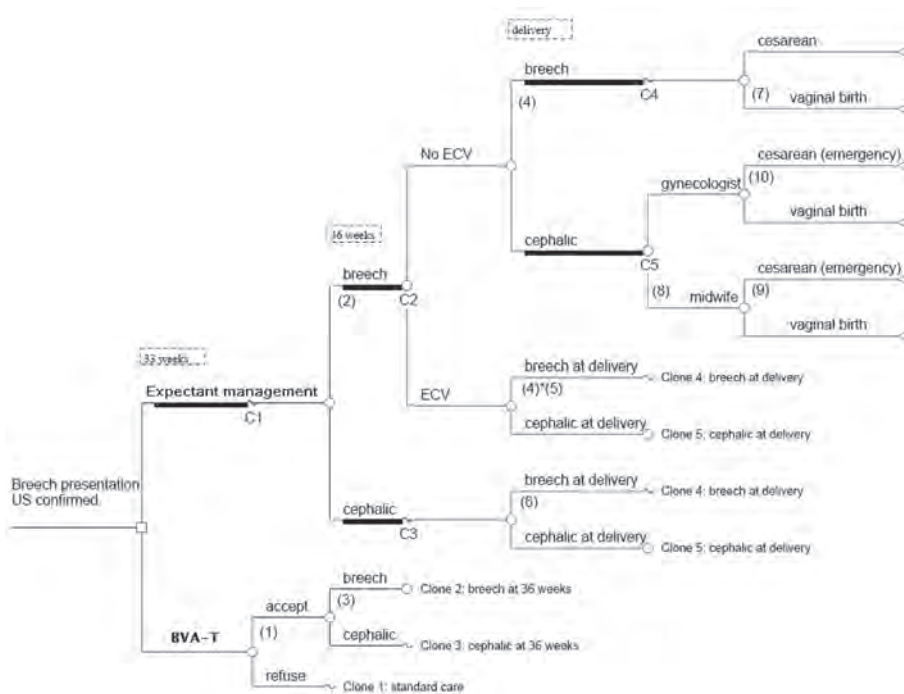 delivery
cesarean
breech
C4
(4)
(7)
vaginal birth
No ECV
cesarean (emergency)
gynecologist
(10)
vaginal birth
36 weeks
cephalic
C5
cesarean (emergency)
breech
(2)
C2
(8)
midwife
(9)
vaginal birth
33 weeks
breech at delivery
Clone 4: breech at delivery
Expectant management
ECV
(4)*(5)
C1
cephalic at delivery
Clone 5: cephalic at delivery
Breech presentation
US confirmed.
breech at delivery
Clone 4: breech at delivery
cephalic
(6)
C3
cephalic at delivery
Clone 5: cephalic at delivery
breech
Clone 2: breech at 36 weeks
accept
(3)
BVA-T
(1)
cephalic
Clone 3: cephalic at 36 weeks
refuse
Clone 1: standard care